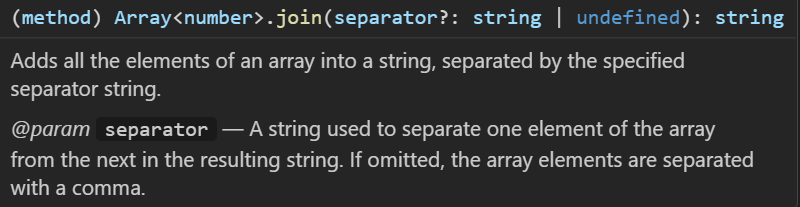 (method) Array<number>.join(separator?: string | undefined): string
Adds all the elements of an array into a string, separated by the specified
separator string.
@param separator — A string used to separate one element of the array
from the next in the resulting string. If omitted, the array elements are separated
with a comma.